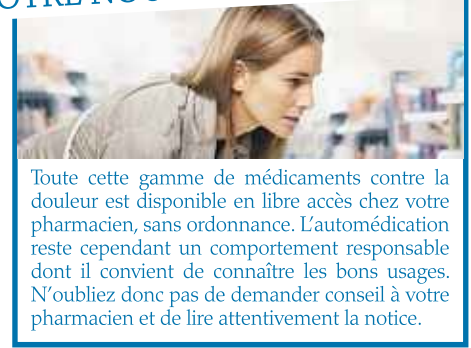 Toute cette gamme de médicaments contre la
douleur est disponible en libre accès chez votre
pharmacien, sans ordonnance. L'automédication
reste cependant un comportement responsable
dont il convient de connaître les bons usages.
N'oubliez donc pas de demander conseil à votre
pharmacien et de lire attentivement la notice.